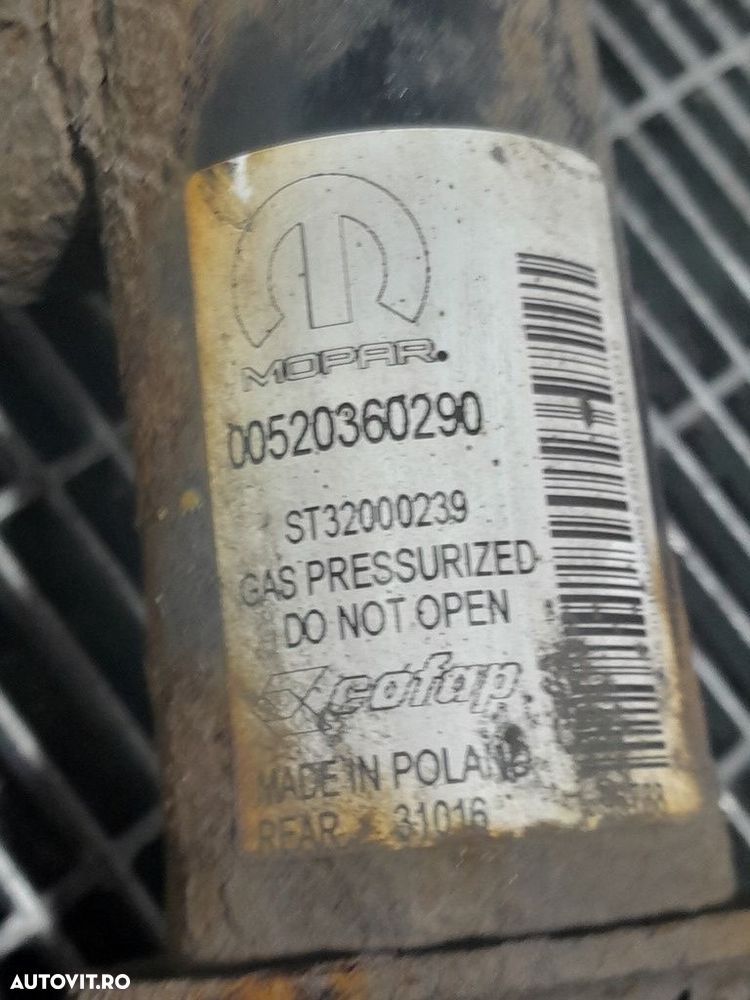 MOPAR.
00520360290
ST32000239
GAS PRESSURIZED
DO NOT OPEN
cofap
MADE IN POLAND
REAR 31016
AUTOVIT.RO